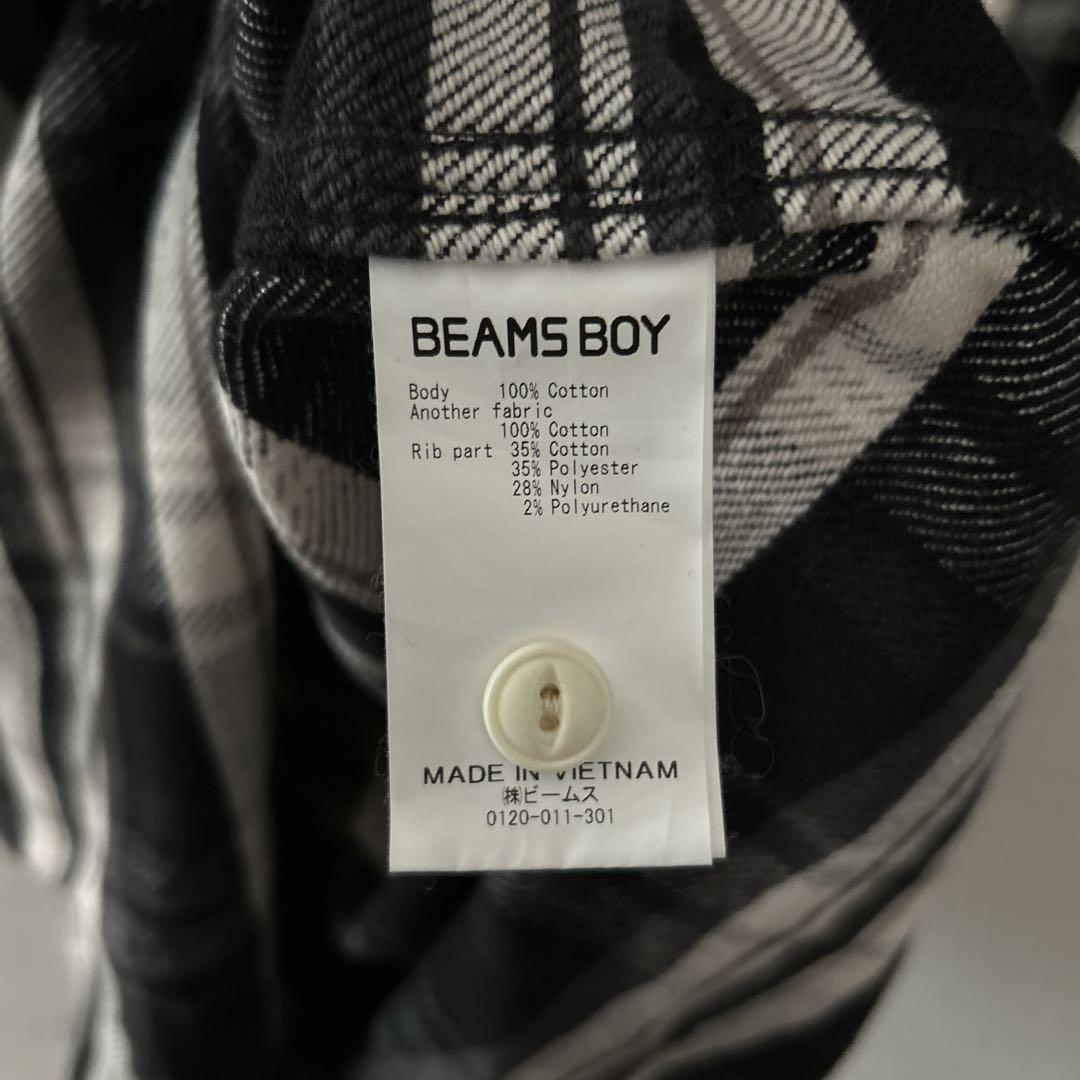 BEAMS BOY
Body 100% Cotton
Another fabric
100% Cotton
Rib part 35% Cotton
35% Polyester
28% Nylon
2% Polyurethane
MADE IN VIETNAM
㈱ビームス
0120-011-301